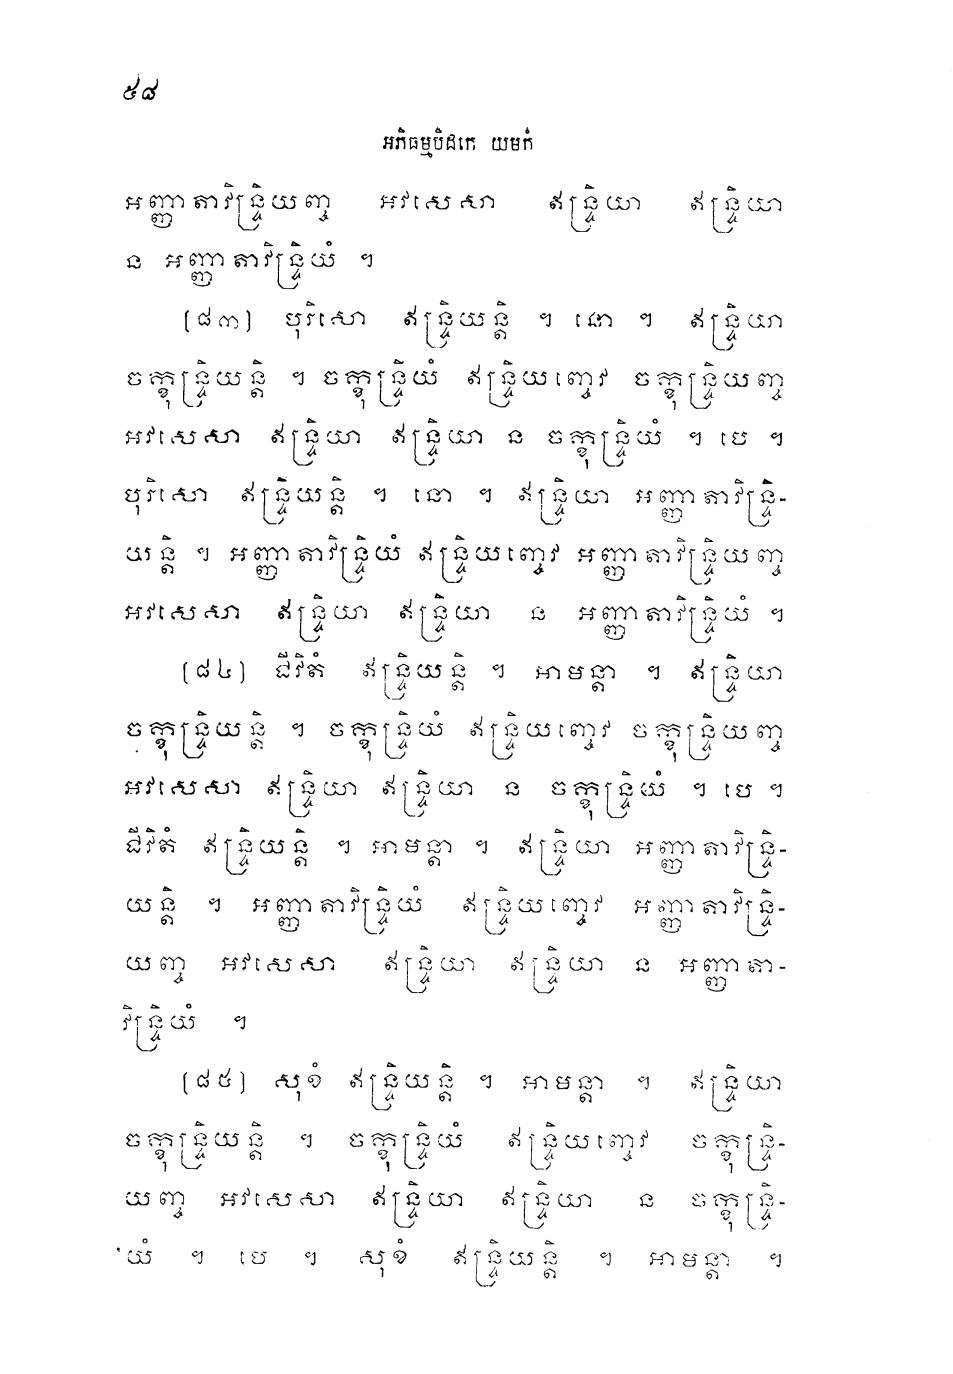 ៥៨
អភិធម្មបិដកេ យមកំ
អញ្ញាតាវិន្ទ្រិយញ្ច អវសេសា ឥន្ទ្រិយា ឥន្ទ្រិយា
ន អញ្ញាតាវិន្ទ្រិយំ ។
(៨៣) បុរិសោ ឥន្ទ្រិយន្តិ ។ នោ ។ ឥន្ទ្រិយា
ចក្ខុន្ទ្រិយន្តិ ។ ចក្ខុន្ទ្រិយំ ឥន្ទ្រិយញ្ចេវ ចក្ខុន្ទ្រិយញ្ច
អវសេសា ឥន្ទ្រិយា ឥន្ទ្រិយា ន ចក្ខុន្ទ្រិយំ ។ បេ ។
បុរិសោ ឥន្ទ្រិយន្តិ ។ នោ ។ ឥន្ទ្រិយា អញ្ញាតាវិន្ទ្រិ-
យន្តិ ។ អញ្ញាតាវិន្ទ្រិយំ ឥន្ទ្រិយញ្ចេវ អញ្ញាតាវិន្ទ្រិយញ្ច
អវសេសា ឥន្ទ្រិយា ឥន្ទ្រិយា ន អញ្ញាតាវិន្ទ្រិយំ ។
(៨៤) ជីវិតំ ឥន្ទ្រិយន្តិ ។ អាមន្តា ។ ឥន្ទ្រិយា
ចក្ខុន្ទ្រិយន្តិ ។ ចក្ខុន្ទ្រិយំ ឥន្ទ្រិយញ្ចេវ ចក្ខុន្ទ្រិយញ្ច
អវសេសា ឥន្ទ្រិយា ឥន្ទ្រិយា ន ចក្ខុន្ទ្រិយំ ។ បេ ។
ជីវិតំ ឥន្ទ្រិយន្តិ ។ អាមន្តា ។ ឥន្ទ្រិយា អញ្ញាតាវិន្ទ្រិ-
យន្តិ ។ អញ្ញាតាវិន្ទ្រិយំ ឥន្ទ្រិយញ្ចេវ អញ្ញាតាវិន្ទ្រិ-
យញ្ច អវសេសា ឥន្ទ្រិយា ឥន្ទ្រិយា ន អញ្ញាតា-
វិន្ទ្រិយំ ។
(៨៥) សុខំ ឥន្ទ្រិយន្តិ ។ អាមន្តា ។ ឥន្ទ្រិយា
ចក្ខុន្ទ្រិយន្តិ ។ ចក្ខុន្ទ្រិយំ ឥន្ទ្រិយញ្ចេវ ចក្ខុន្ទ្រិ-
យញ្ច អវសេសា ឥន្ទ្រិយា ឥន្ទ្រិយា ន ចក្ខុន្ទ្រិ-
យំ ។ បេ ។ សុខំ ឥន្ទ្រិយន្តិ ។ អាមន្តា ។